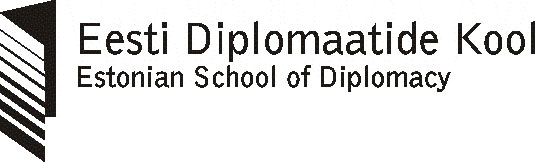 Eesti Diplomaatide Kool
Estonian School of Diplomacy